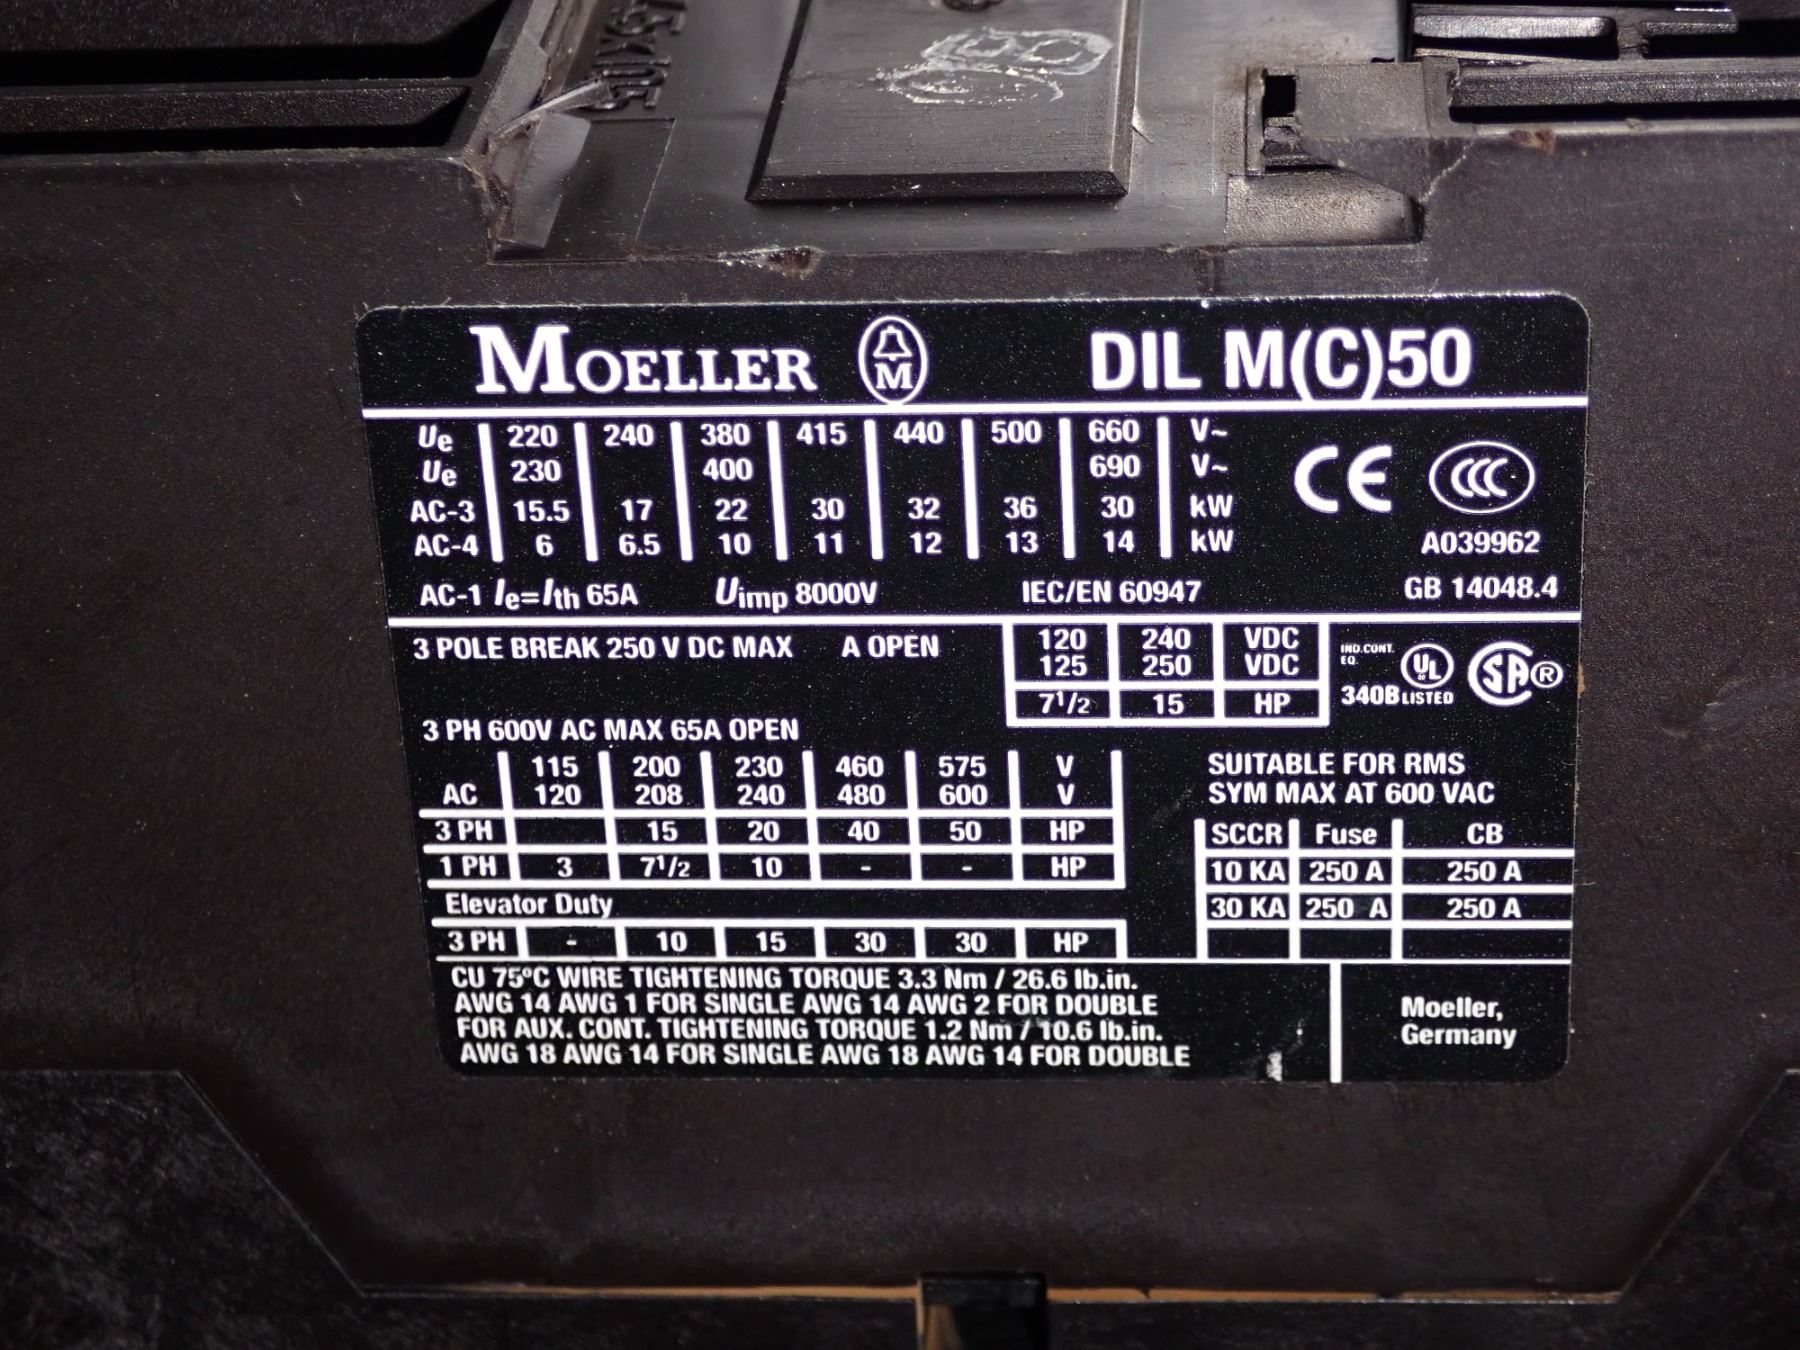 MOELLER M DIL M(C)50
Ue 220 240 380 415 440 500 660 V~
Ue 230 400 690 V~
AC-3 15.5 17 22 30 32 36 30 kW
AC-4 6 6.5 10 11 12 13 14 kW
CE CCC
A039962
AC-1 Ie=Ith 65A Uimp 8000V IEC/EN 60947 GB 14048.4
3 POLE BREAK 250 V DC MAX A OPEN
120 240 VDC
125 250 VDC
7 1/2 15 HP
IND.CONT.
EQ.
340B UL LISTED SA®
3 PH 600V AC MAX 65A OPEN
115 200 230 460 575 V
AC 120 208 240 480 600 V
3 PH 15 20 40 50 HP
1 PH 3 7 1/2 10 - - HP
Elevator Duty
3 PH - 10 15 30 30 HP
SUITABLE FOR RMS
SYM MAX AT 600 VAC
SCCR Fuse CB
10 KA 250 A 250 A
30 KA 250 A 250 A
CU 75°C WIRE TIGHTENING TORQUE 3.3 Nm / 26.6 lb.in.
AWG 14 AWG 1 FOR SINGLE AWG 14 AWG 2 FOR DOUBLE
FOR AUX. CONT. TIGHTENING TORQUE 1.2 Nm / 10.6 lb.in.
AWG 18 AWG 14 FOR SINGLE AWG 18 AWG 14 FOR DOUBLE
Moeller,
Germany